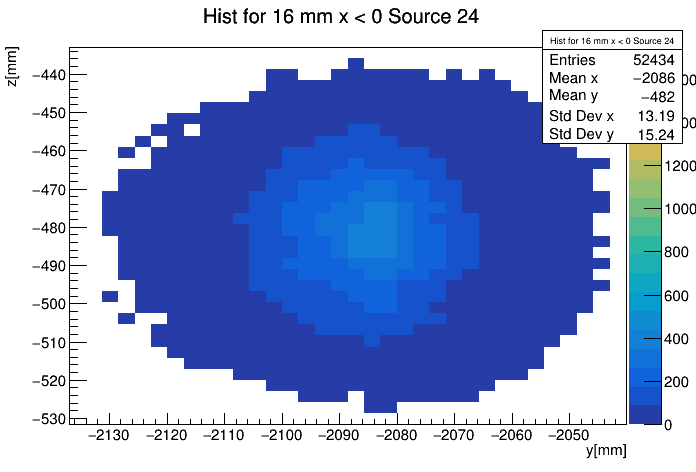 Hist for 16 mm x < 0 Source 24
z[mm]
Hist for 16 mm x < 0 Source 24
Entries 52434
Mean x −2086
Mean y −482
Std Dev x 13.19
Std Dev y 15.24
−440
−450
−460
−470
−480
−490
−500
−510
−520
−530
1200
1000
800
600
400
200
0
−2130 −2120 −2110 −2100 −2090 −2080 −2070 −2060 −2050
y[mm]